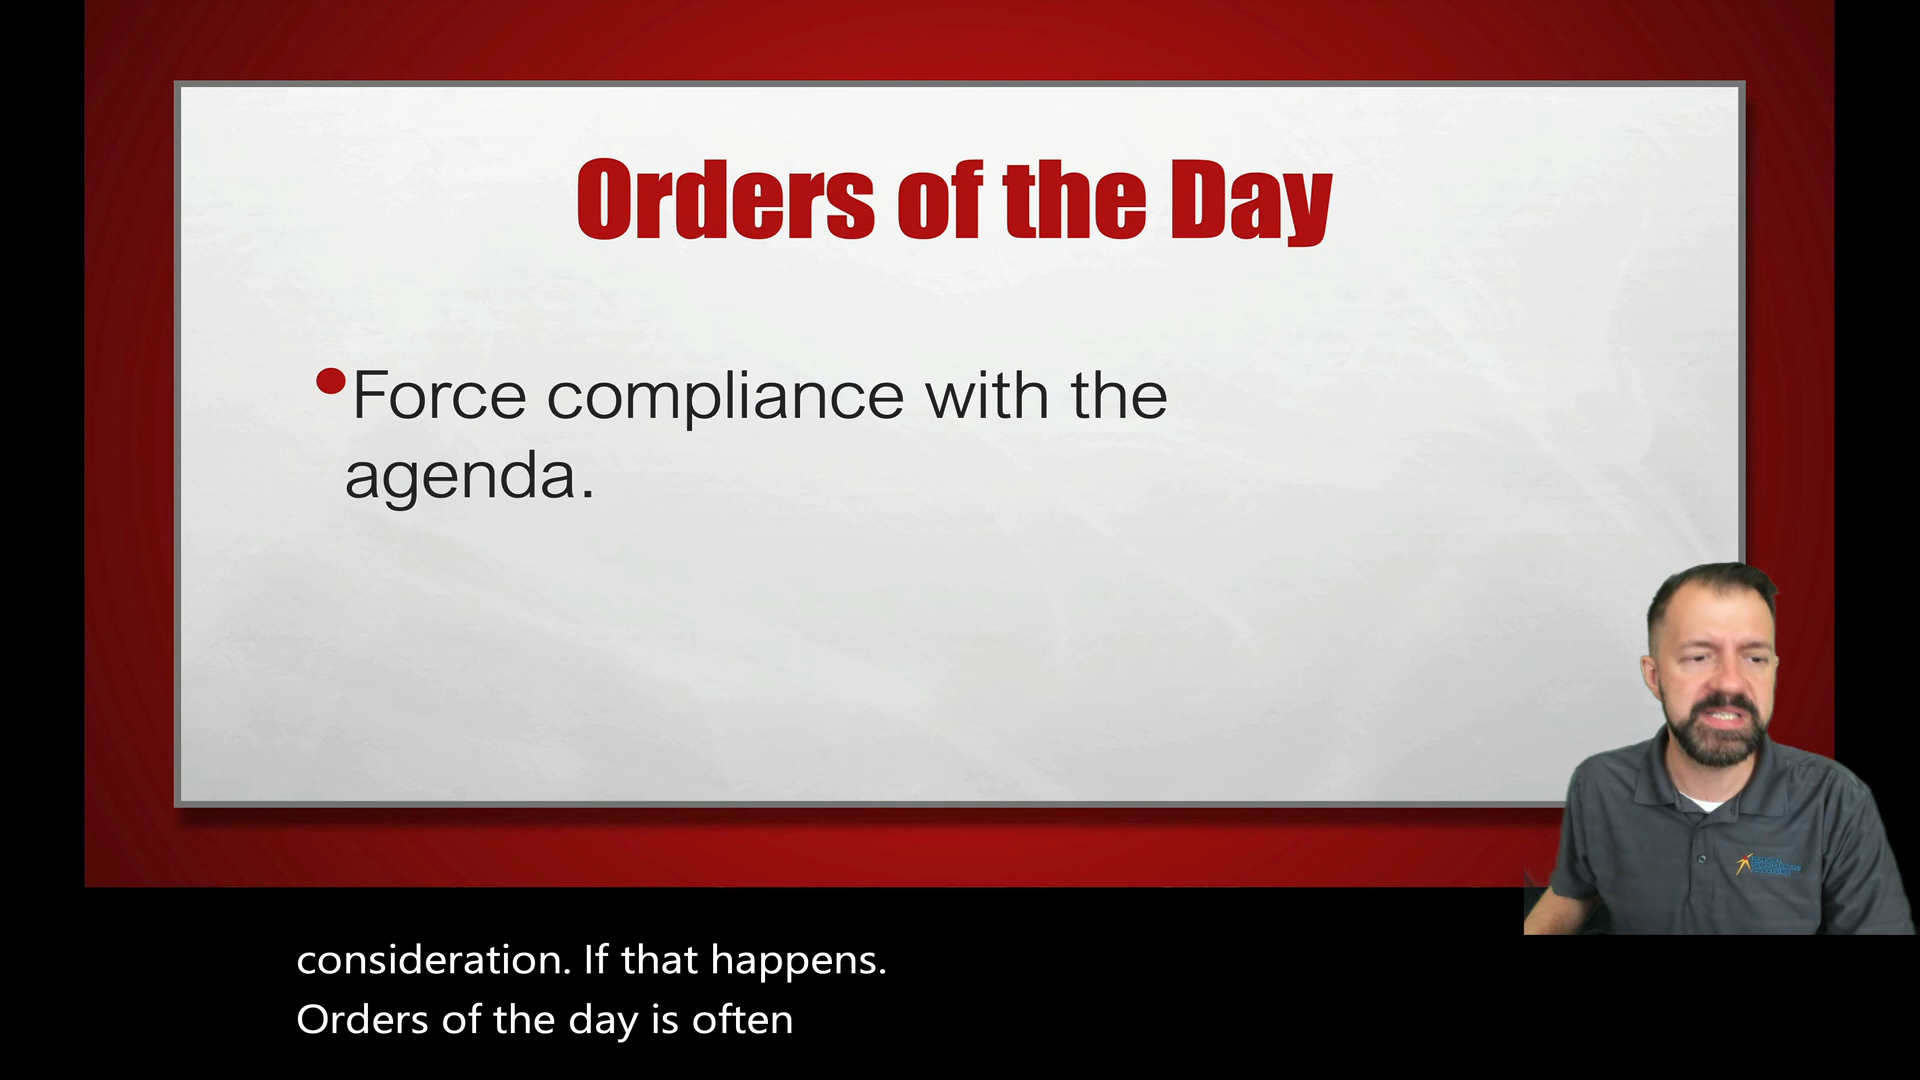 Orders of the Day
•Force compliance with the
agenda.
consideration. If that happens.
Orders of the day is often